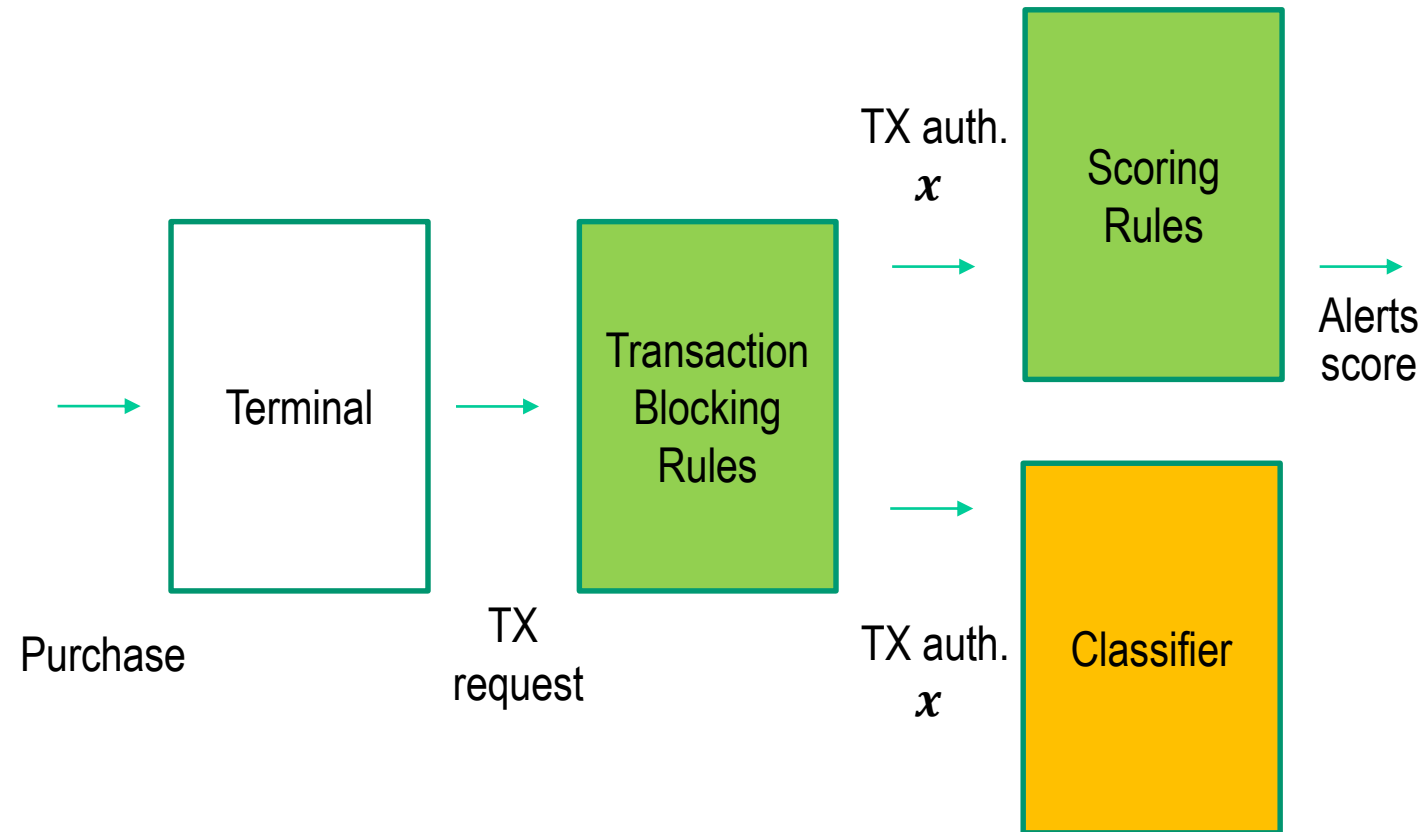 Purchase
Terminal
TX
request
Transaction
Blocking
Rules
TX auth.
𝒙
Scoring
Rules
Alerts
score
TX auth.
𝒙
Classifier